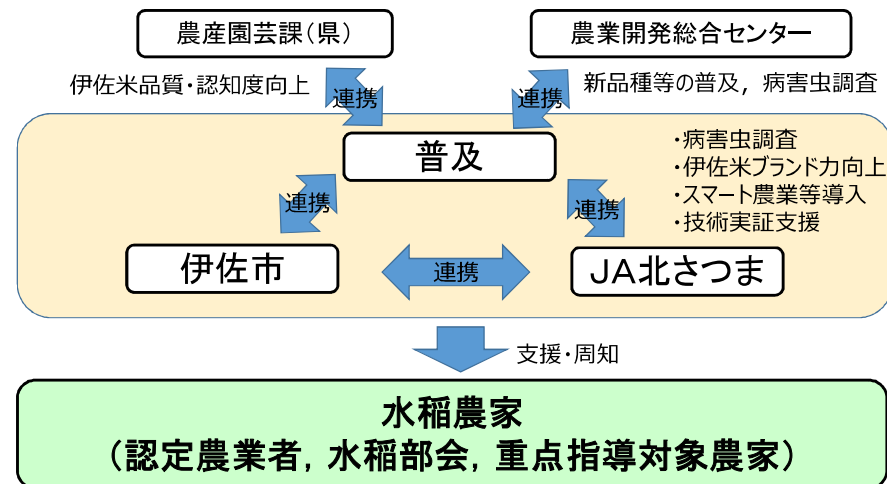 農産園芸課(県)
農業開発総合センター
伊佐米品質・認知度向上
連携
連携
新品種等の普及，病害虫調査
普及
・病害虫調査
・伊佐米ブランド力向上
・スマート農業等導入
・技術実証支援
連携
連携
伊佐市
連携
JA北さつま
支援・周知
水稲農家
（認定農業者，水稲部会，重点指導対象農家）